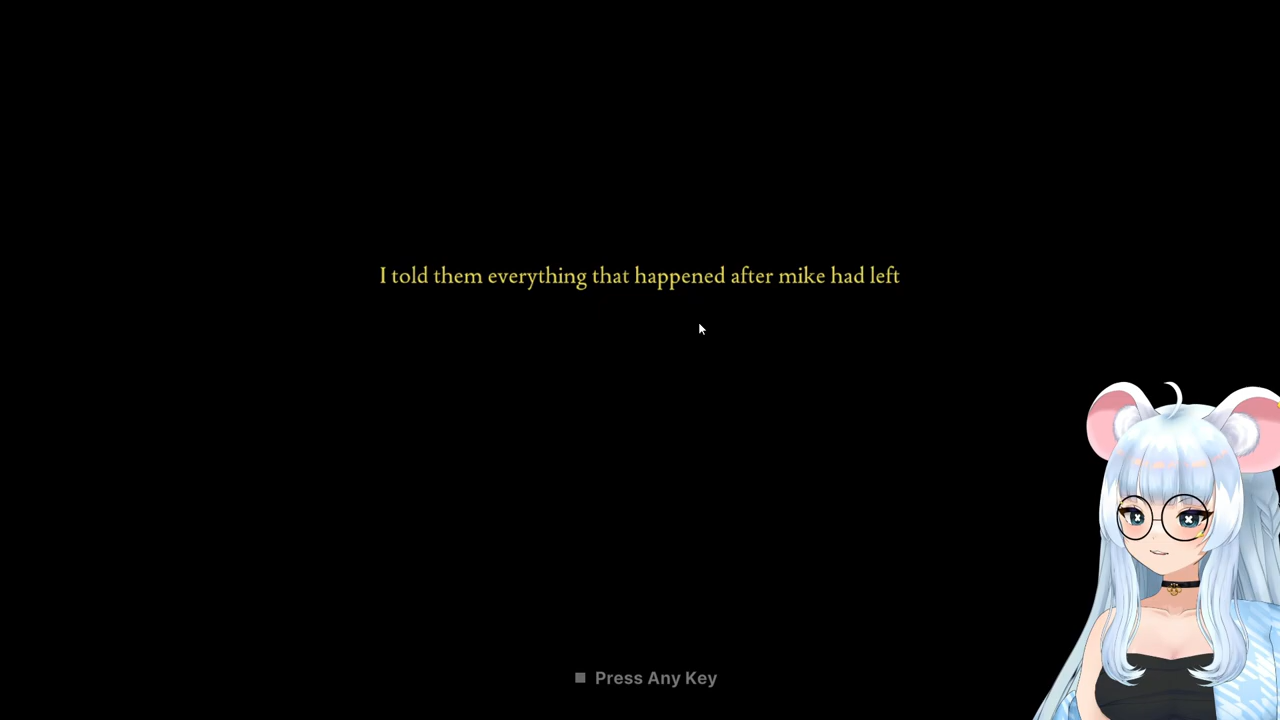 I told them everything that happened after mike had left
Press Any Key